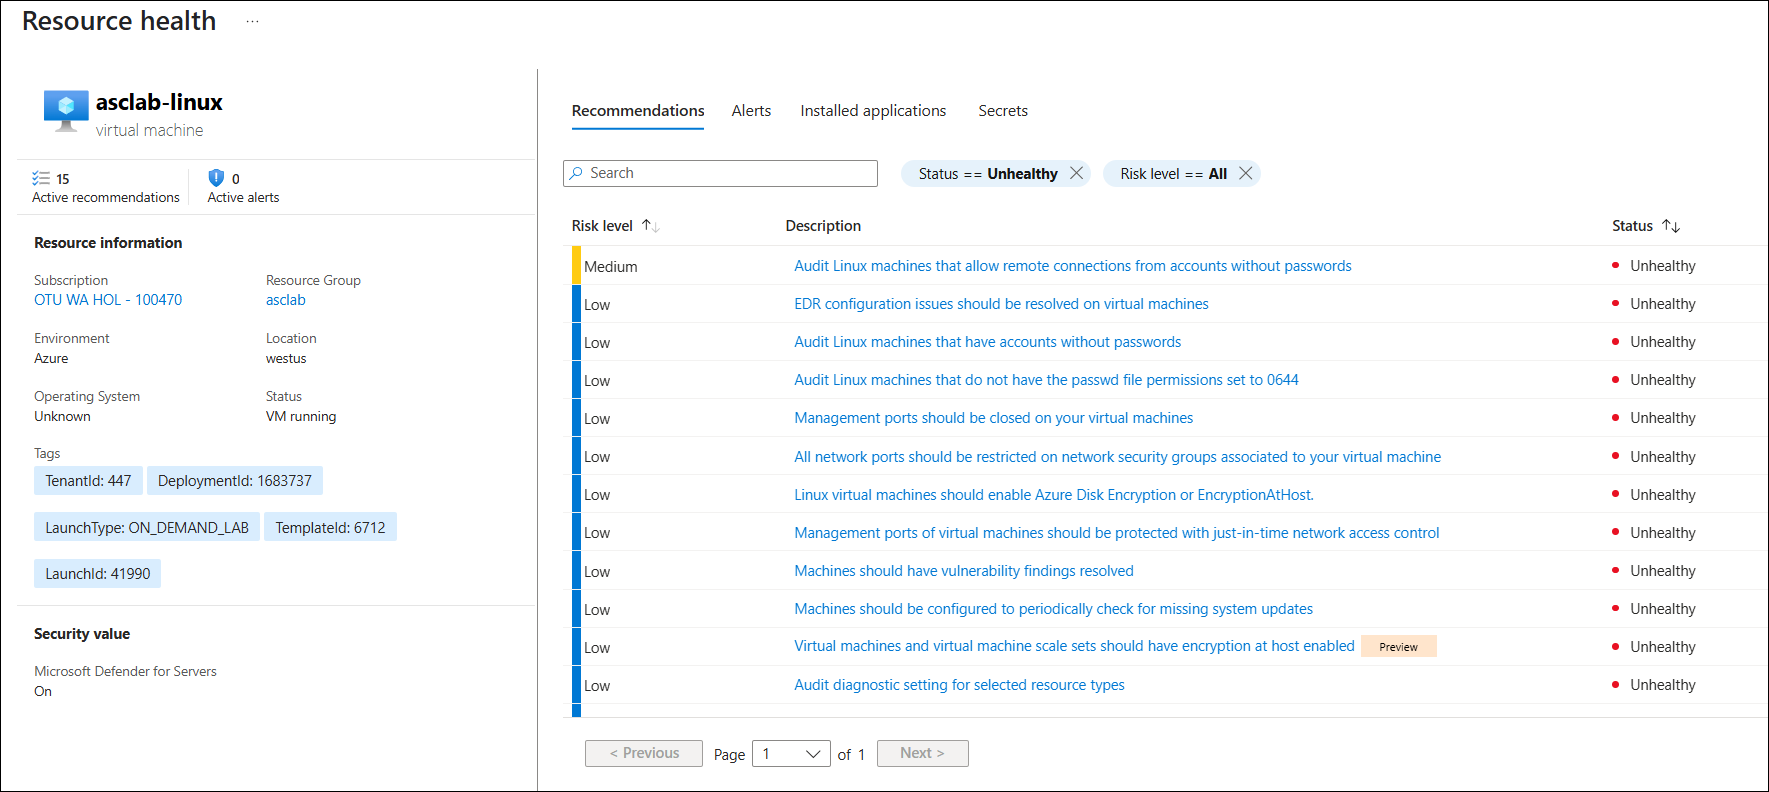 Resource health ...
asclab-linux
virtual machine
15
Active recommendations
0
Active alerts
Resource information
Subscription
OTU WA HOL - 100470
Resource Group
asclab
Environment
Azure
Location
westus
Operating System
Unknown
Status
VM running
Tags
TenantId: 447
DeploymentId: 1683737
LaunchType: ON_DEMAND_LAB
TemplateId: 6712
LaunchId: 41990
Security value
Microsoft Defender for Servers
On
Recommendations Alerts Installed applications Secrets
Search
Status == Unhealthy
Risk level == All
Risk level Description Status
Medium Audit Linux machines that allow remote connections from accounts without passwords Unhealthy
Low EDR configuration issues should be resolved on virtual machines Unhealthy
Low Audit Linux machines that have accounts without passwords Unhealthy
Low Audit Linux machines that do not have the passwd file permissions set to 0644 Unhealthy
Low Management ports should be closed on your virtual machines Unhealthy
Low All network ports should be restricted on network security groups associated to your virtual machine Unhealthy
Low Linux virtual machines should enable Azure Disk Encryption or EncryptionAtHost. Unhealthy
Low Management ports of virtual machines should be protected with just-in-time network access control Unhealthy
Low Machines should have vulnerability findings resolved Unhealthy
Low Machines should be configured to periodically check for missing system updates Unhealthy
Low Virtual machines and virtual machine scale sets should have encryption at host enabled Preview Unhealthy
Low Audit diagnostic setting for selected resource types Unhealthy
< Previous Page 1 of 1 Next >